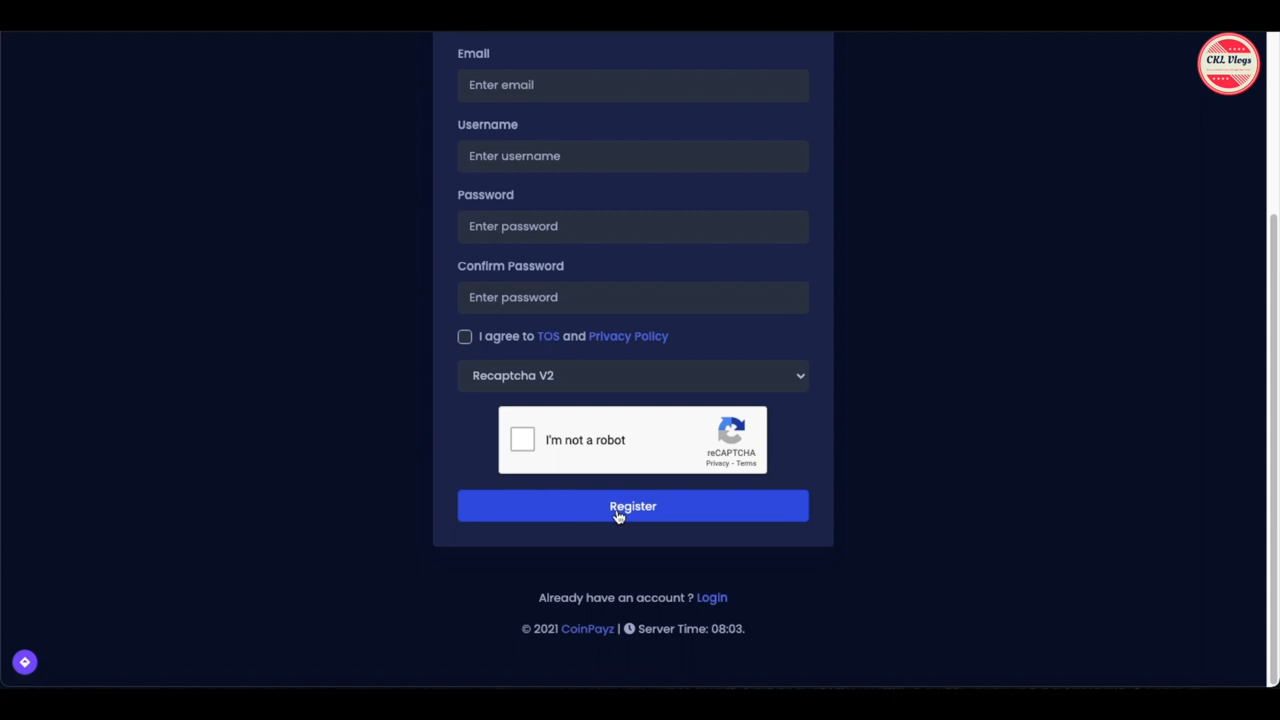 CKL Vlogs
Email
Enter email
Username
Enter username
Password
Enter password
Confirm Password
Enter password
I agree to TOS and Privacy Policy
Recaptcha V2
I'm not a robot
reCAPTCHA
Privacy - Terms
Register
Already have an account ? Login
© 2021 CoinPayz | Server Time: 08:03.